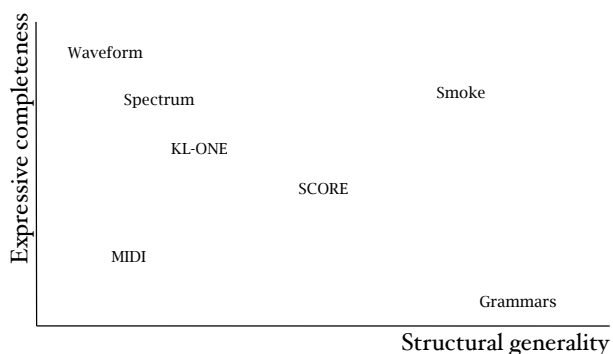 Expressive completeness
Waveform
Smoke
Spectrum
KL-ONE
SCORE
MIDI
Grammars
Structural generality